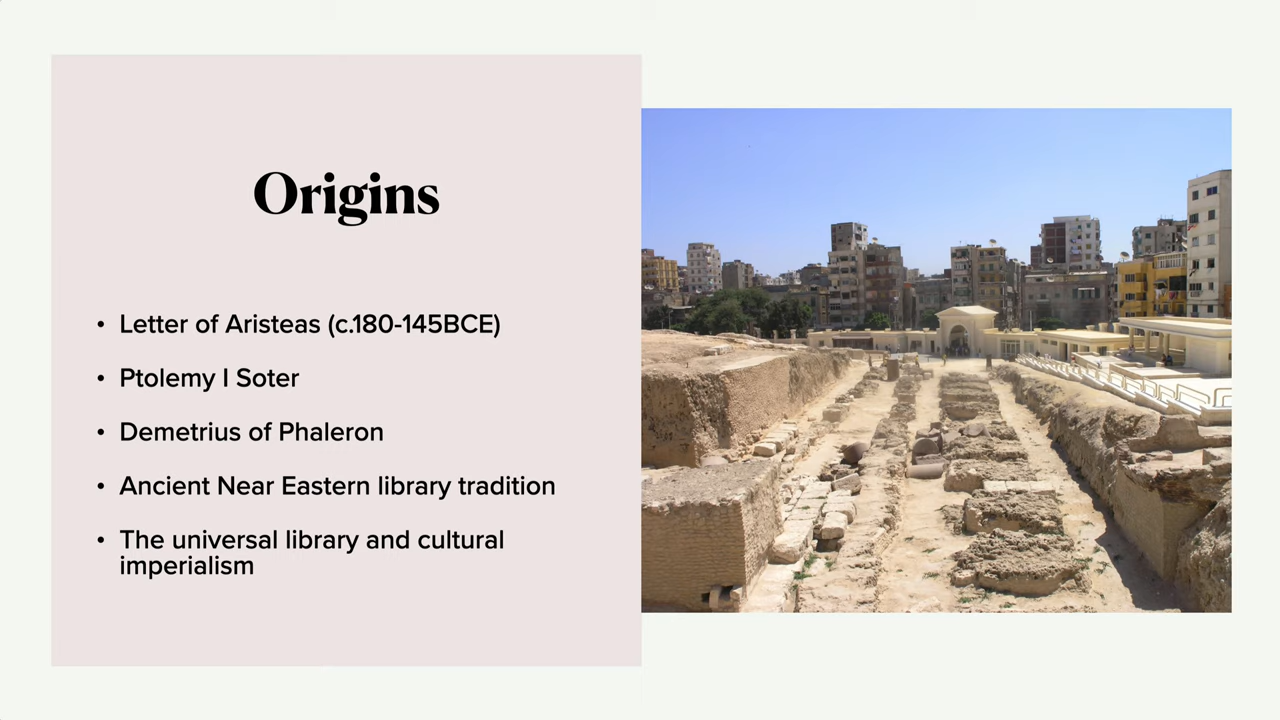 Origins
• Letter of Aristeas (c.180-145BCE)
• Ptolemy I Soter
• Demetrius of Phaleron
• Ancient Near Eastern library tradition
• The universal library and cultural
imperialism